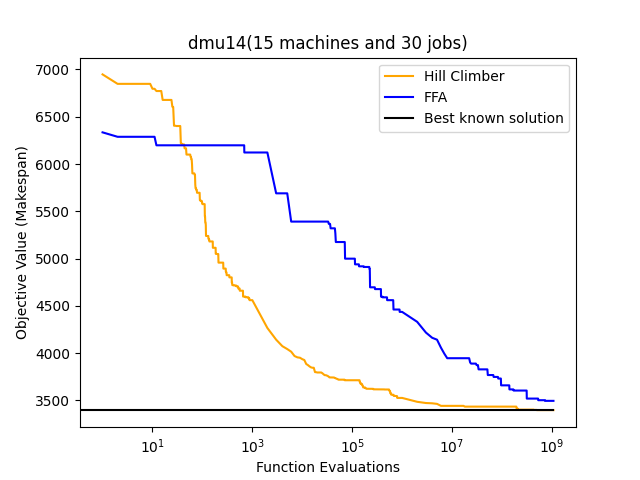 dmu14(15 machines and 30 jobs)
Hill Climber
FFA
Best known solution
Objective Value (Makespan)
7000
6500
6000
5500
5000
4500
4000
3500
10^1 10^3 10^5 10^7 10^9
Function Evaluations